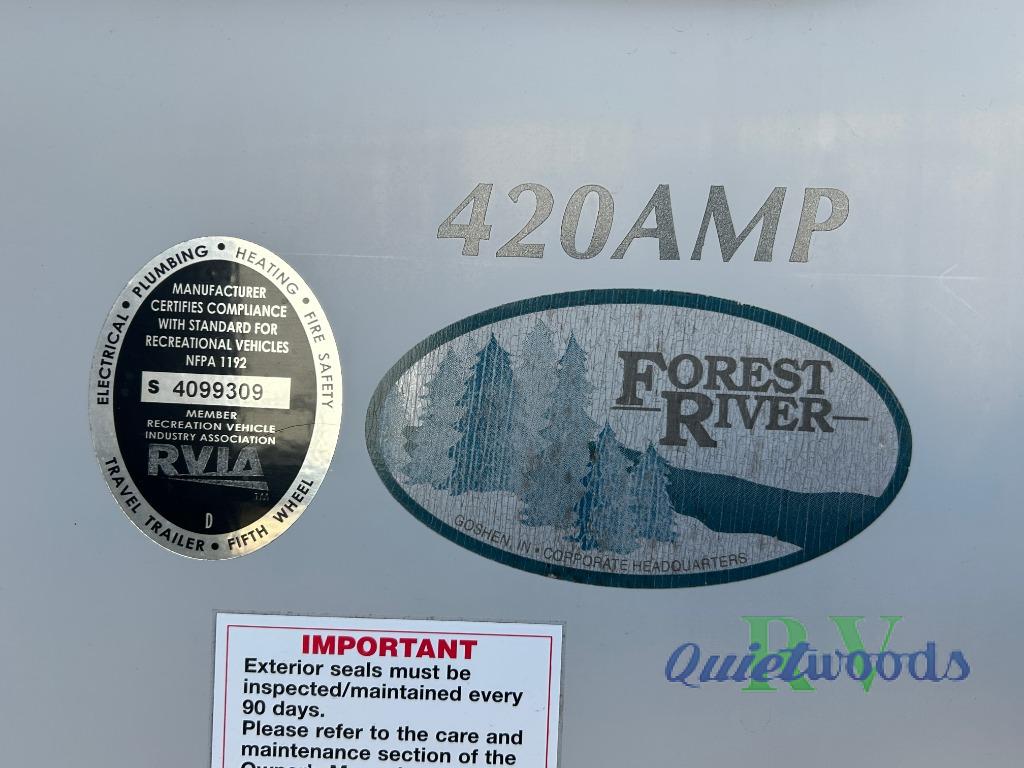 420AMP
ELECTRICAL • PLUMBING • HEATING • FIRE SAFETY
MANUFACTURER
CERTIFIES COMPLIANCE
WITH STANDARD FOR
RECREATIONAL VEHICLES
NFPA 1192
S 4099309
MEMBER
RECREATION VEHICLE
INDUSTRY ASSOCIATION
RVIA
TM
D
TRAVEL TRAILER • FIFTH WHEEL
FOREST
RIVER
GOSHEN, IN • CORPORATE HEADQUARTERS
IMPORTANT
Exterior seals must be
inspected/maintained every
90 days.
Please refer to the care and
maintenance section of the
Quietwoods
RV